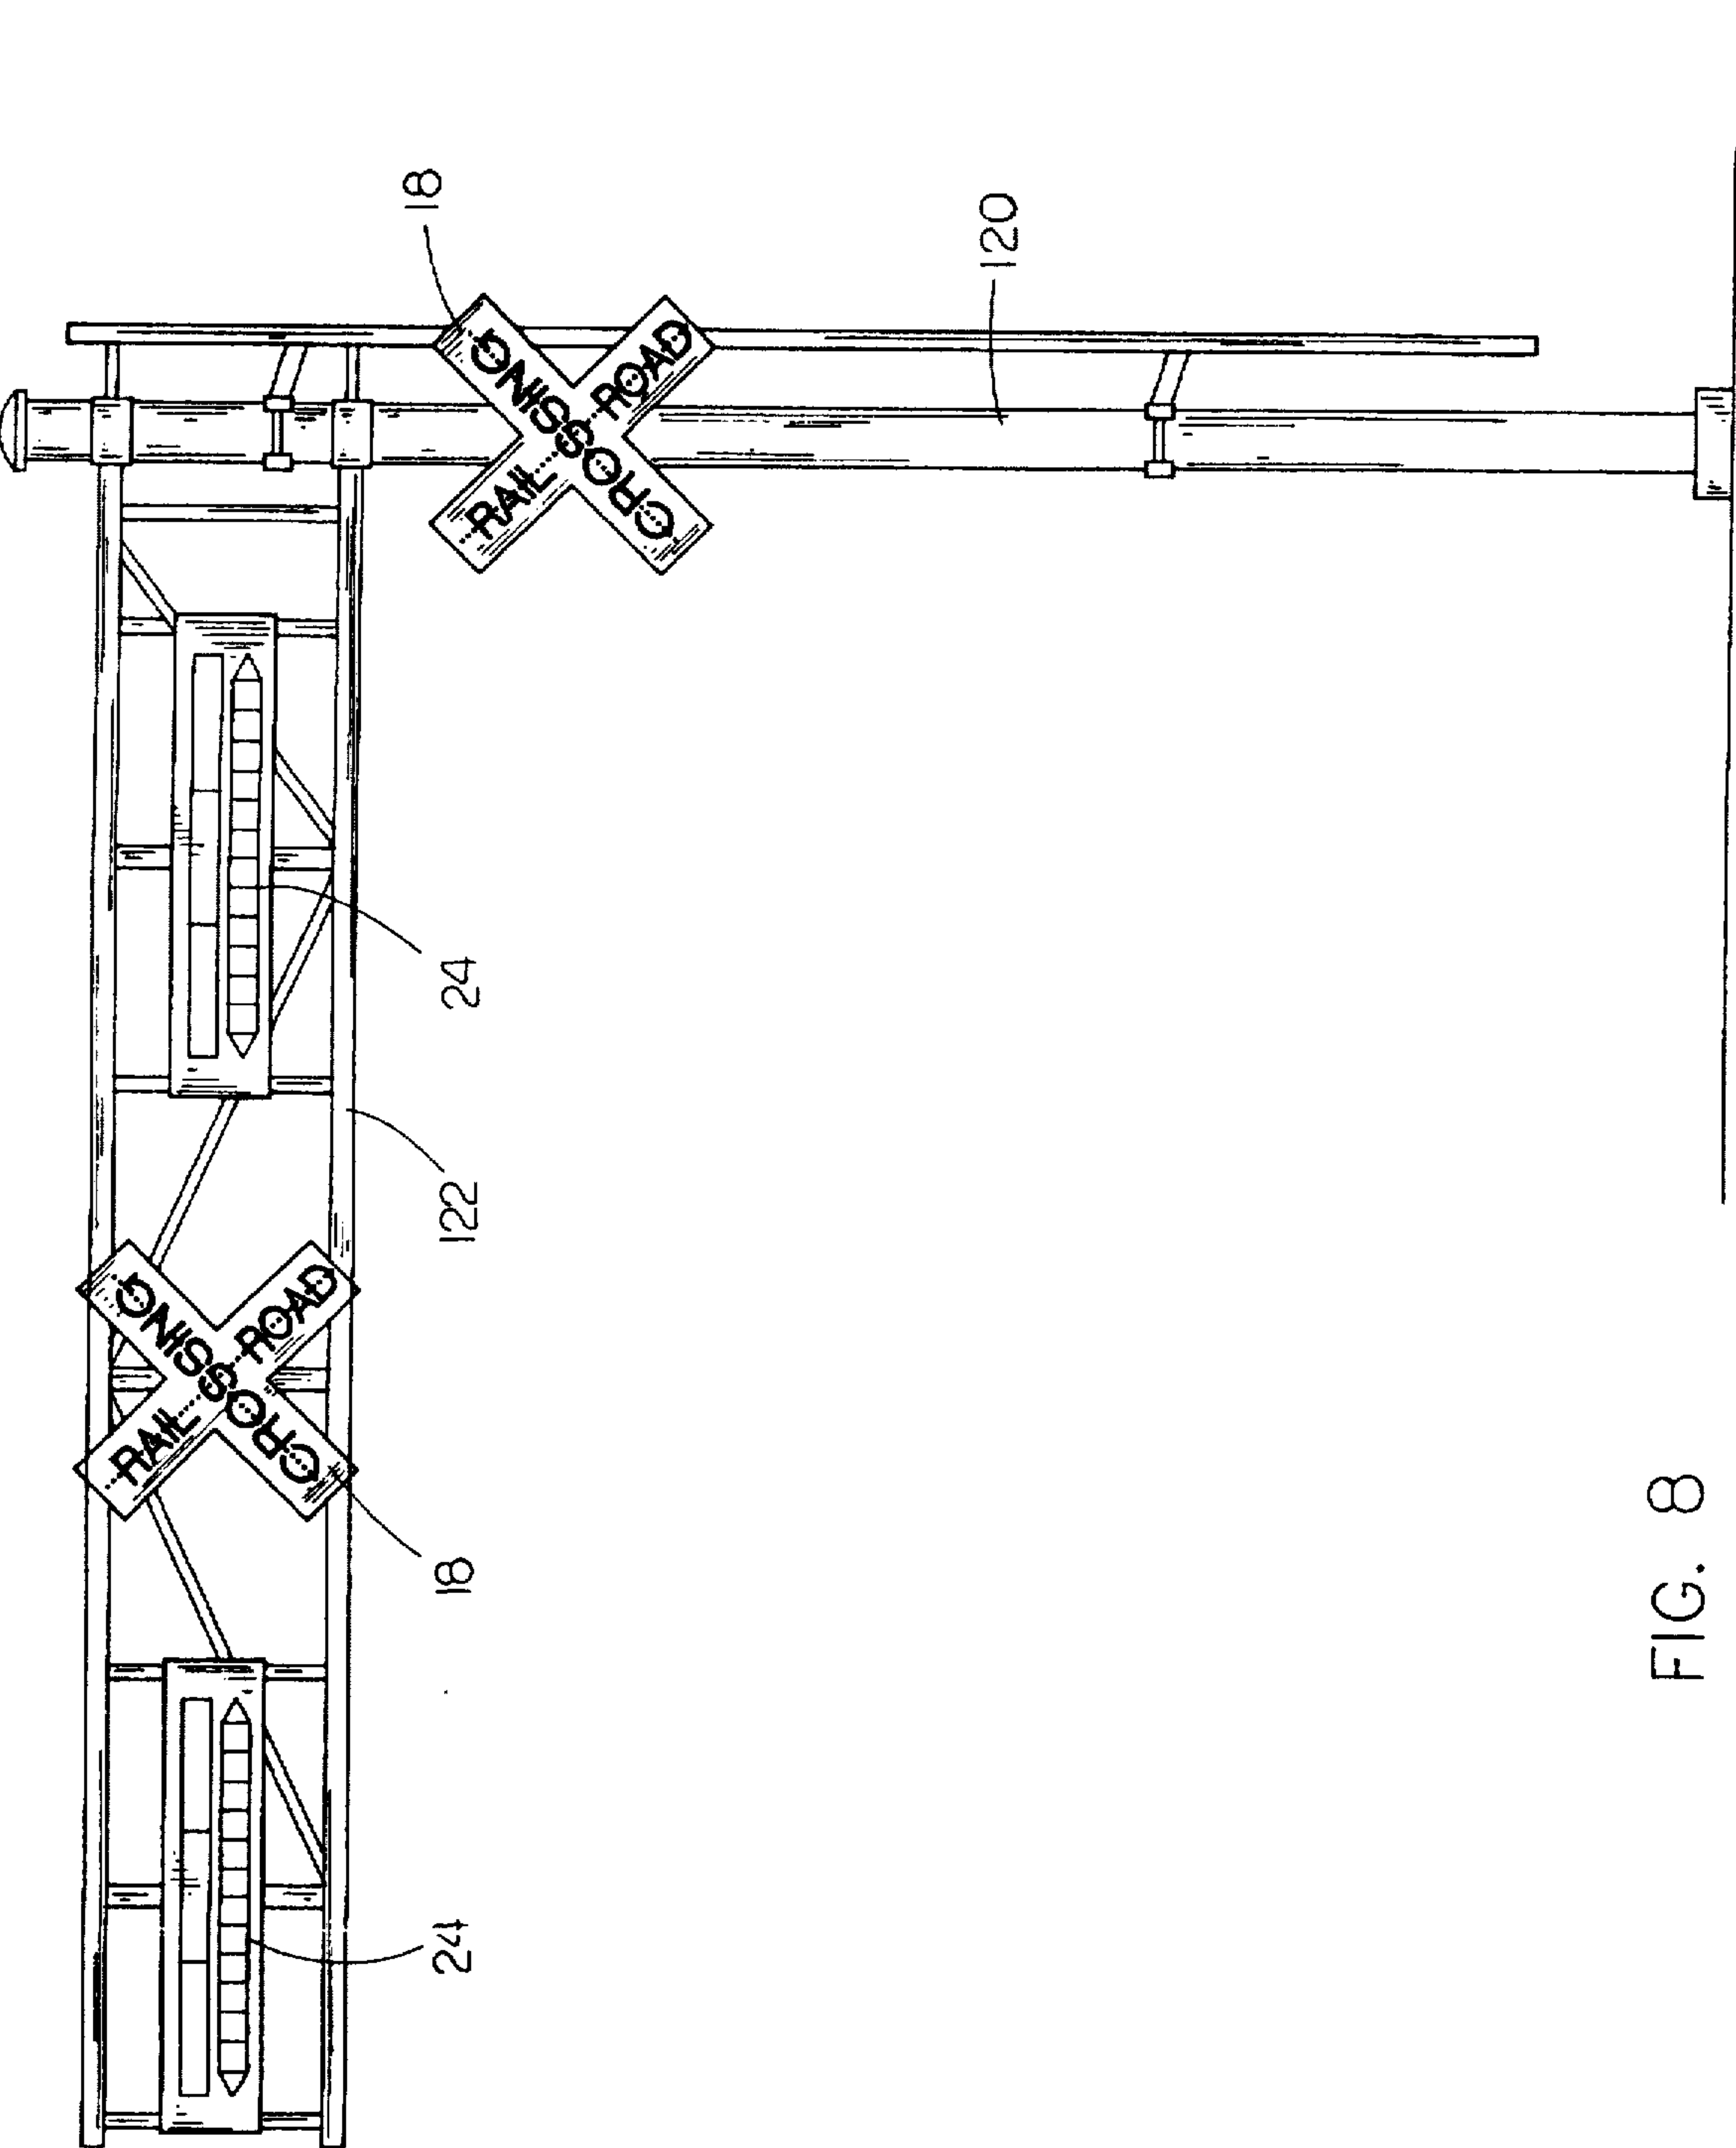 18
120
RAIL ROAD
CROSSING
24
122
RAIL ROAD
CROSSING
18
24
FIG. 8